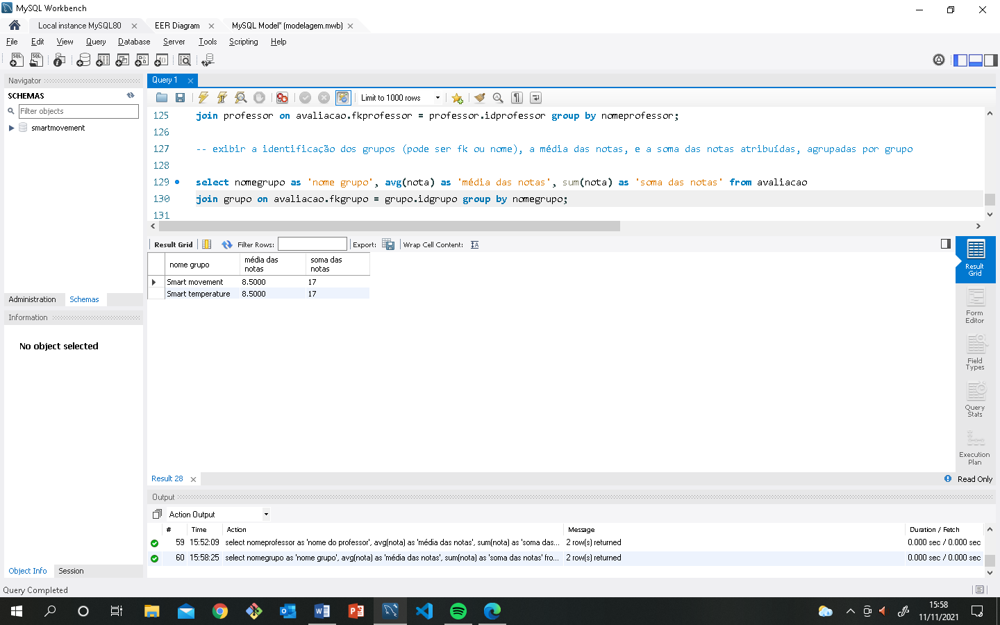 MySQL Workbench
Local instance MySQL80
EER Diagram
MySQL Model* (modelagem.mwb)
File Edit View Query Database Server Tools Scripting Help
Navigator
SCHEMAS
Filter objects
smartmovement
Administration Schemas
Information
No object selected
Object Info Session
Query 1
Limit to 1000 rows
125 join professor on avaliacao.fkprofessor = professor.idprofessor group by nomeprofessor;
126
127 -- exibir a identificação dos grupos (pode ser fk ou nome), a média das notas, e a soma das notas atribuídas, agrupadas por grupo
128
129 select nomegrupo as 'nome grupo', avg(nota) as 'média das notas', sum(nota) as 'soma das notas' from avaliacao
130 join grupo on avaliacao.fkgrupo = grupo.idgrupo group by nomegrupo;
131
Result Grid Filter Rows: Export: Wrap Cell Content:
nome grupo média das notas soma das notas
Smart movement 8.5000 17
Smart temperature 8.5000 17
Result Grid
Form Editor
Field Types
Query Stats
Execution Plan
Result 28
Read Only
Output
Action Output
# Time Action Message Duration / Fetch
59 15:52:09 select nomeprofessor as 'nome do professor', avg(nota) as 'média das notas', sum(nota) as 'soma das... 2 row(s) returned 0.000 sec / 0.000 sec
60 15:58:25 select nomegrupo as 'nome grupo', avg(nota) as 'média das notas', sum(nota) as 'soma das notas' fro... 2 row(s) returned 0.000 sec / 0.000 sec
Query Completed
15:58
11/11/2021